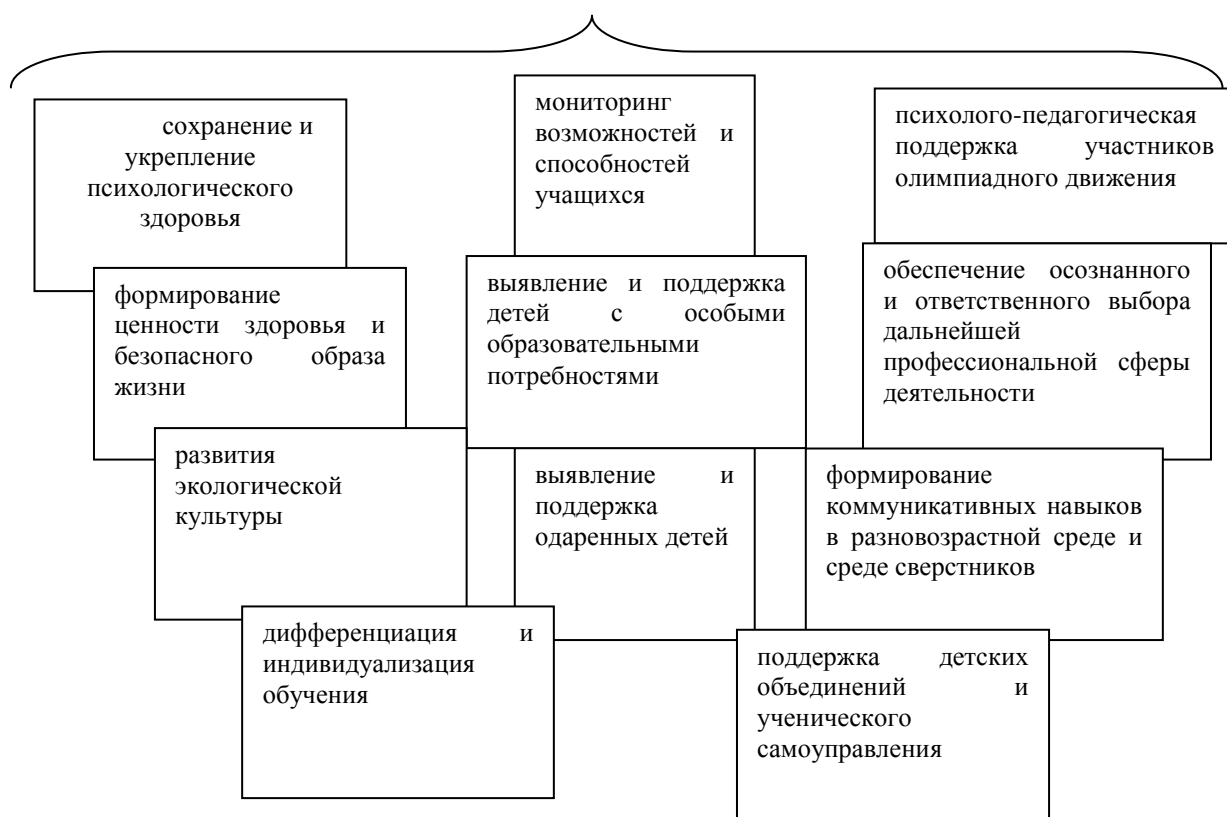 сохранение и
укрепление
психологического
здоровья
формирование
ценности здоровья и
безопасного образа
жизни
развития
экологической
культуры
дифференциация и
индивидуализация
обучения
мониторинг
возможностей и
способностей
учащихся
выявление и поддержка
детей с особыми
образовательными
потребностями
выявление и
поддержка
одаренных детей
психолого-педагогическая
поддержка участников
олимпиадного движения
обеспечение осознанного
и ответственного выбора
дальнейшей
профессиональной сферы
деятельности
формирование
коммуникативных навыков
в разновозрастной среде и
среде сверстников
поддержка детских
объединений и
ученического
самоуправления